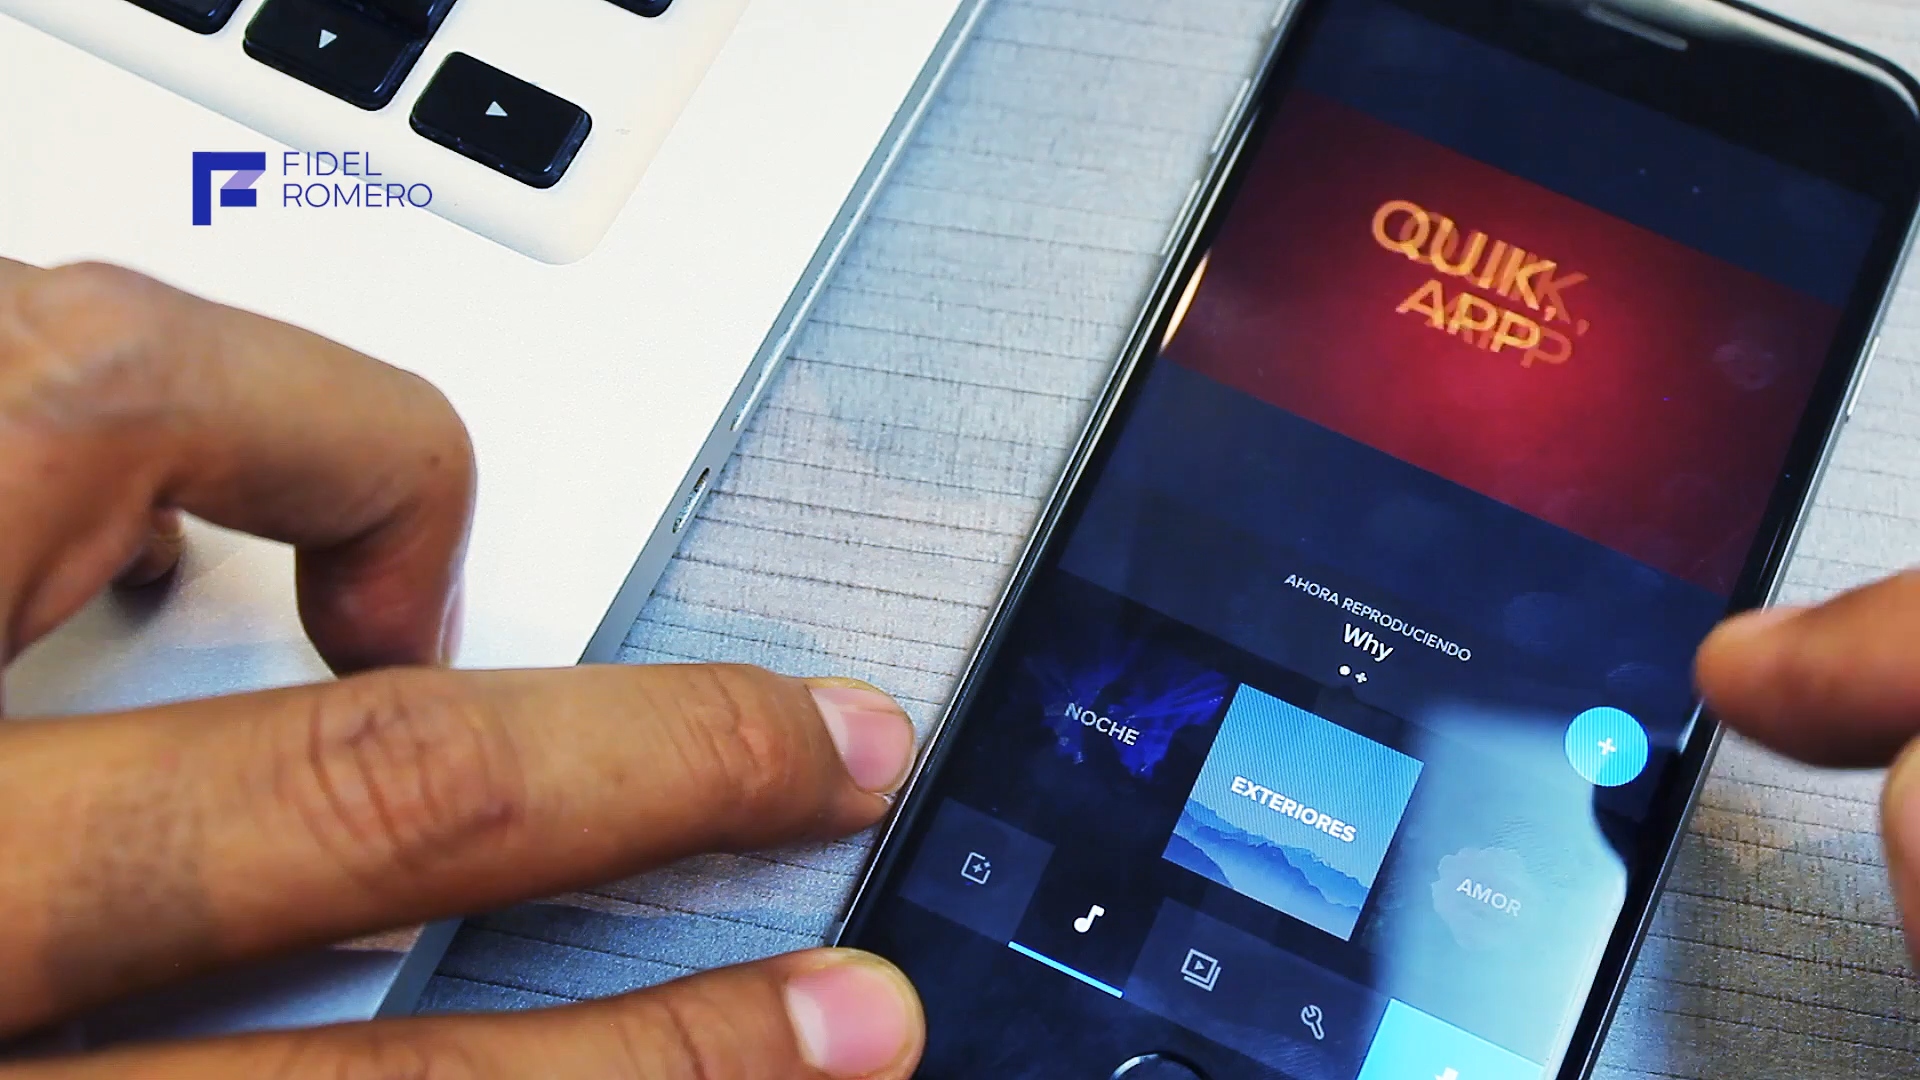 FIDEL
ROMERO
QUIK,
APP
AHORA REPRODUCIENDO
Why
NOCHE
EXTERIORES
AMOR